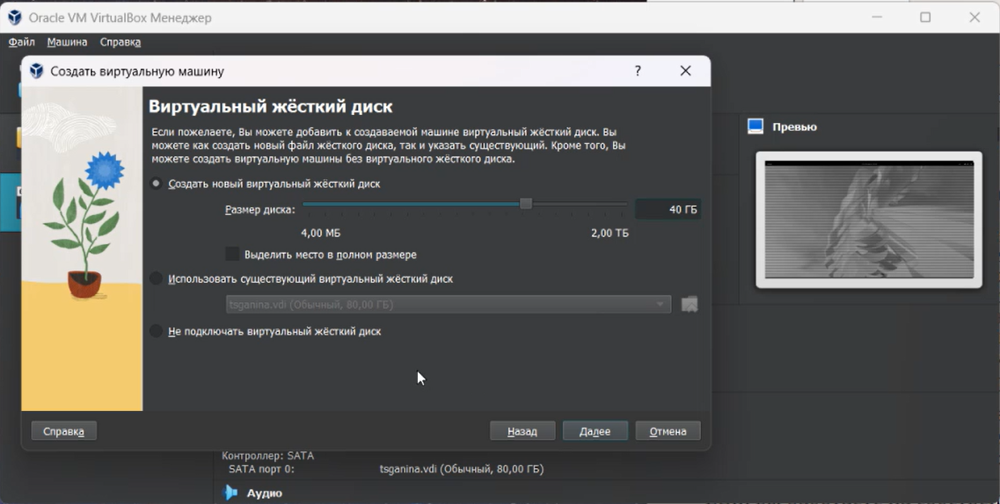 Oracle VM VirtualBox Менеджер
Файл Машина Справка
Создать виртуальную машину
?
Виртуальный жёсткий диск
Если пожелаете, Вы можете добавить к создаваемой машине виртуальный жёсткий диск. Вы
можете как создать новый файл жёсткого диска, так и указать существующий. Кроме того, Вы
можете создать виртуальную машины без виртуального жёсткого диска.
Создать новый виртуальный жёсткий диск
Размер диска: 40 ГБ
4,00 МБ 2,00 ТБ
Выделить место в полном размере
Использовать существующий виртуальный жёсткий диск
tsganina.vdi (Обычный, 80,00 ГБ)
Не подключать виртуальный жёсткий диск
Справка Назад Далее Отмена
Превью
Контроллер: SATA
SATA порт 0: tsganina.vdi (Обычный, 80,00 ГБ)
Аудио